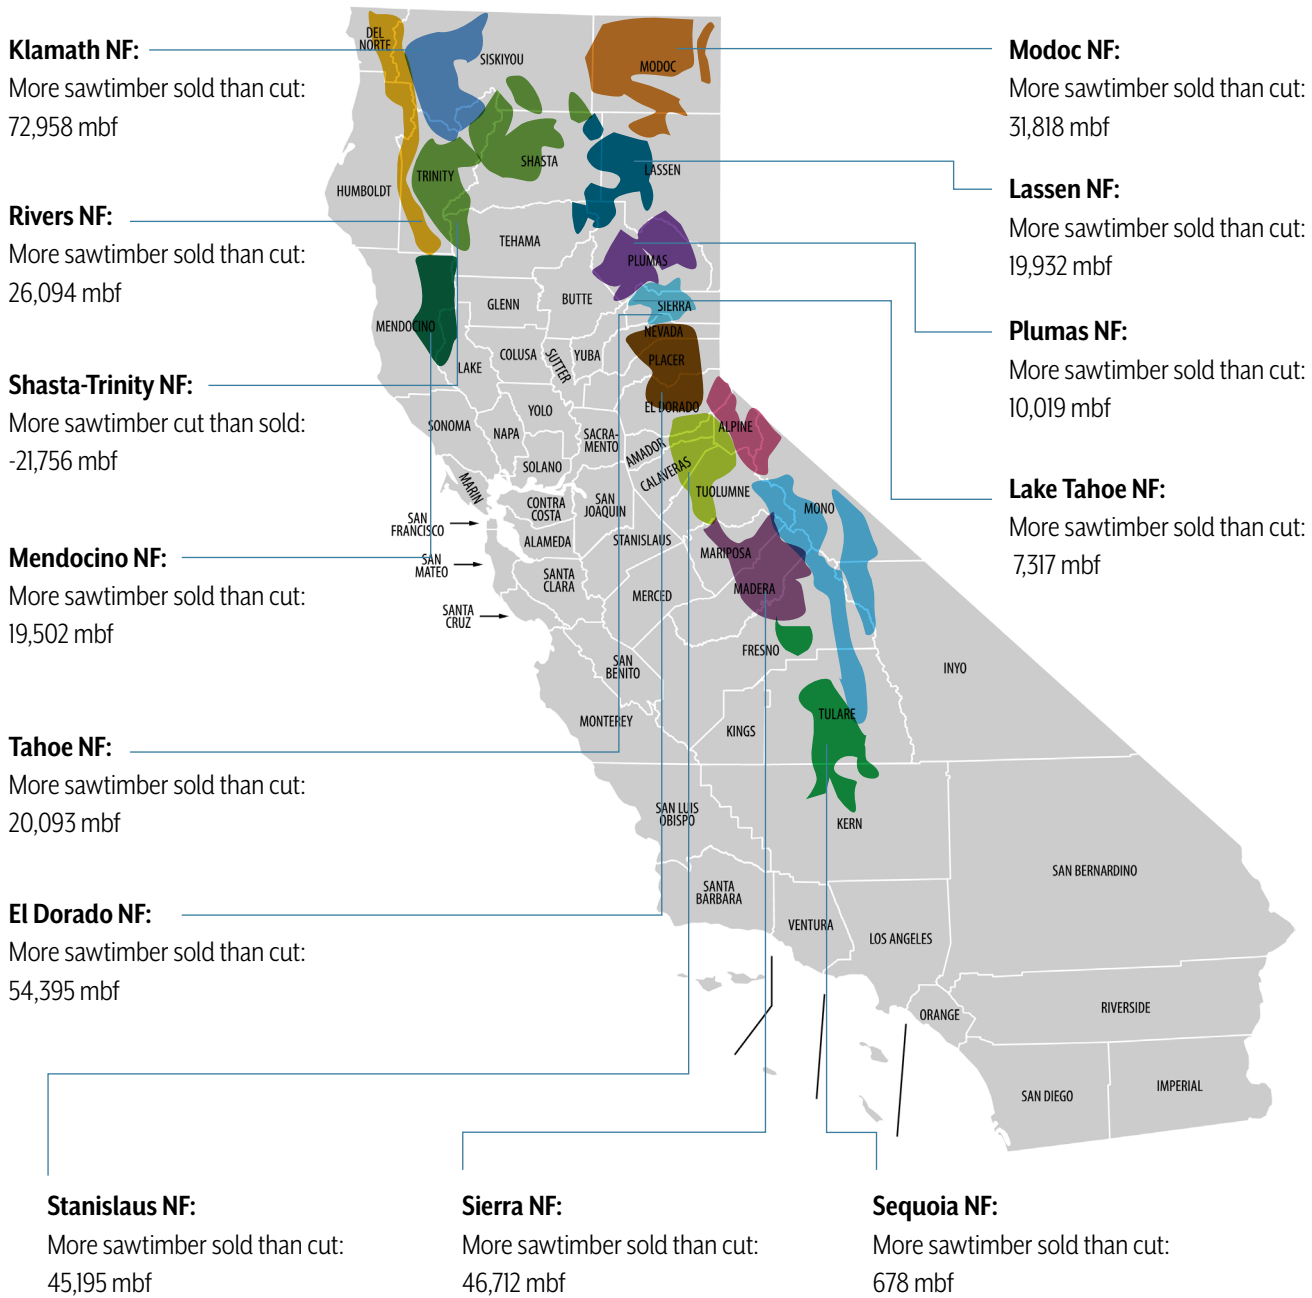 Klamath NF:
More sawtimber sold than cut:
72,958 mbf
Rivers NF:
More sawtimber sold than cut:
26,094 mbf
Shasta-Trinity NF:
More sawtimber cut than sold:
-21,756 mbf
Mendocino NF:
More sawtimber sold than cut:
19,502 mbf
Tahoe NF:
More sawtimber sold than cut:
20,093 mbf
El Dorado NF:
More sawtimber sold than cut:
54,395 mbf
DEL
NORTE
SISKIYOU
MODOC
HUMBOLDT
TRINITY
SHASTA
LASSEN
TEHAMA
PLUMAS
MENDOCINO
GLENN
BUTTE
SIERRA
NEVADA
LAKE
COLUSA
SUTTER
YUBA
PLACER
EL DORADO
SONOMA
NAPA
YOLO
SACRA-
MENTO
AMADOR
ALPINE
SOLANO
CALAVERAS
MARIN
CONTRA
COSTA
SAN
JOAQUIN
TUOLUMNE
MONO
SAN
FRANCISCO
ALAMEDA
STANISLAUS
MARIPOSA
SAN
MATEO
SANTA
CLARA
MERCED
MADERA
SANTA
CRUZ
FRESNO
SAN
BENITO
INYO
MONTEREY
KINGS
TULARE
SAN LUIS
OBISPO
KERN
SANTA
BARBARA
VENTURA
LOS ANGELES
SAN BERNARDINO
ORANGE
RIVERSIDE
SAN DIEGO
IMPERIAL
Modoc NF:
More sawtimber sold than cut:
31,818 mbf
Lassen NF:
More sawtimber sold than cut:
19,932 mbf
Plumas NF:
More sawtimber sold than cut:
10,019 mbf
Lake Tahoe NF:
More sawtimber sold than cut:
7,317 mbf
Stanislaus NF:
More sawtimber sold than cut:
45,195 mbf
Sierra NF:
More sawtimber sold than cut:
46,712 mbf
Sequoia NF:
More sawtimber sold than cut:
678 mbf